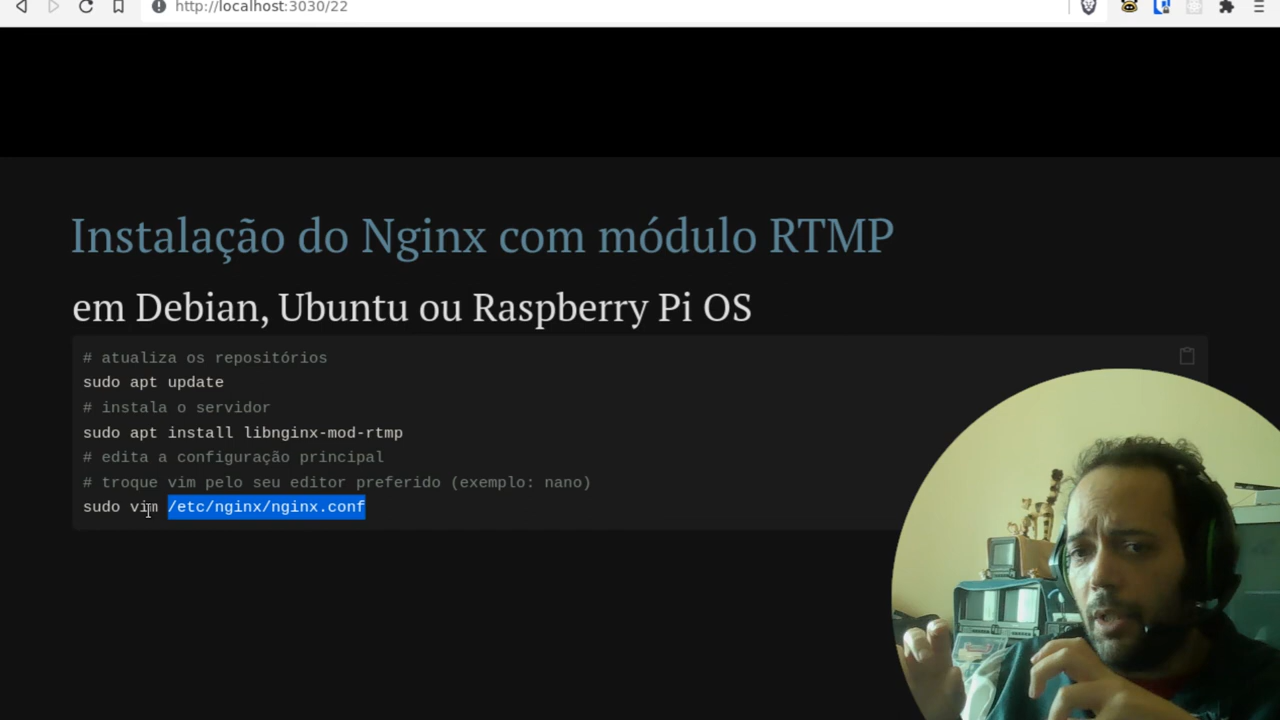 http://localhost:3030/22
Instalação do Nginx com módulo RTMP
em Debian, Ubuntu ou Raspberry Pi OS
# atualiza os repositórios
sudo apt update
# instala o servidor
sudo apt install libnginx-mod-rtmp
# edita a configuração principal
# troque vim pelo seu editor preferido (exemplo: nano)
sudo vim /etc/nginx/nginx.conf